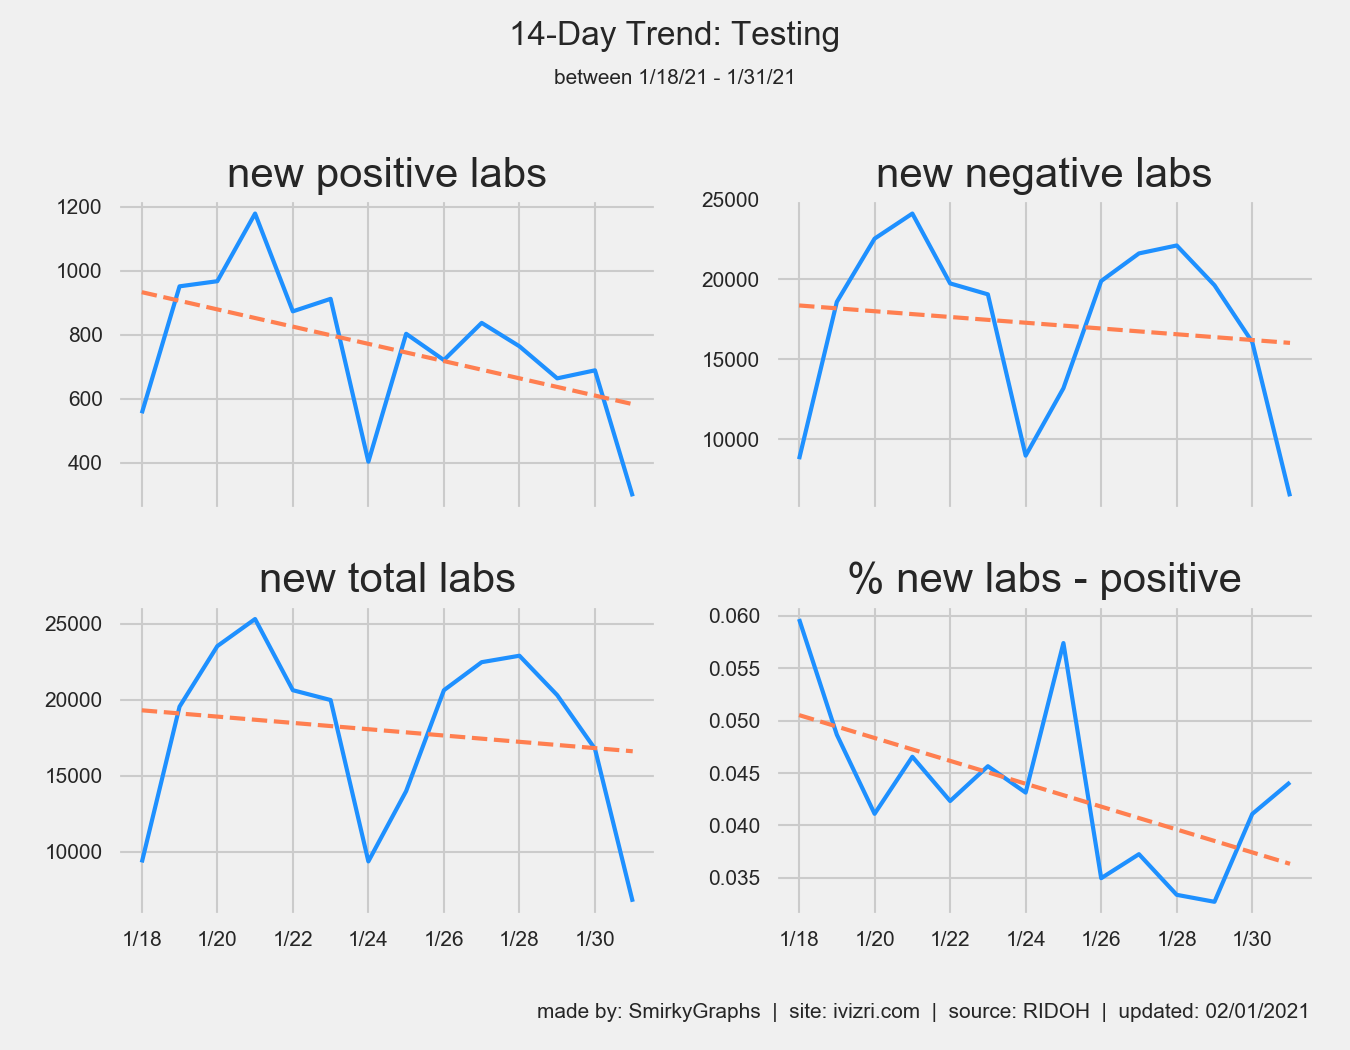 14-Day Trend: Testing
between 1/18/21 - 1/31/21
new positive labs
1200
1000
800
600
400
new negative labs
25000
20000
15000
10000
new total labs
25000
20000
15000
10000
1/18 1/20 1/22 1/24 1/26 1/28 1/30
% new labs - positive
0.060
0.055
0.050
0.045
0.040
0.035
1/18 1/20 1/22 1/24 1/26 1/28 1/30
made by: SmirkyGraphs | site: ivizri.com | source: RIDOH | updated: 02/01/2021